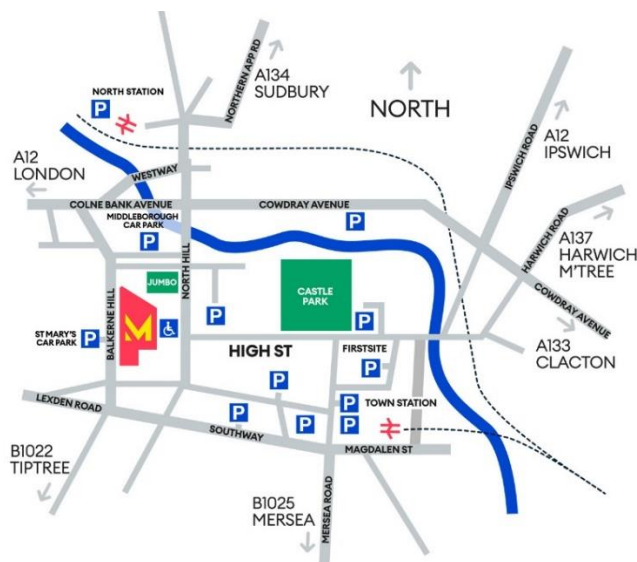 NORTH STATION
P
NORTHERN APP RD
A134
SUDBURY
NORTH
A12
IPSWICH
IPSWICH ROAD
A12
LONDON
WESTWAY
COLNE BANK AVENUE
COWDRAY AVENUE
HARWICH ROAD
A137
HARWICH
M'TREE
MIDDLEBOROUGH
CAR PARK
P
P
NORTH HILL
JUMBO
CASTLE
PARK
COWDRAY AVENUE
BALKERNE HILL
M
P
P
ST MARY'S
CAR PARK
P
HIGH ST
FIRSTSITE
A133
CLACTON
P
P
LEXDEN ROAD
P
P
TOWN STATION
P
P
SOUTHWAY
MAGDALEN ST
B1022
TIPTREE
B1025
MERSEA
MERSEA ROAD